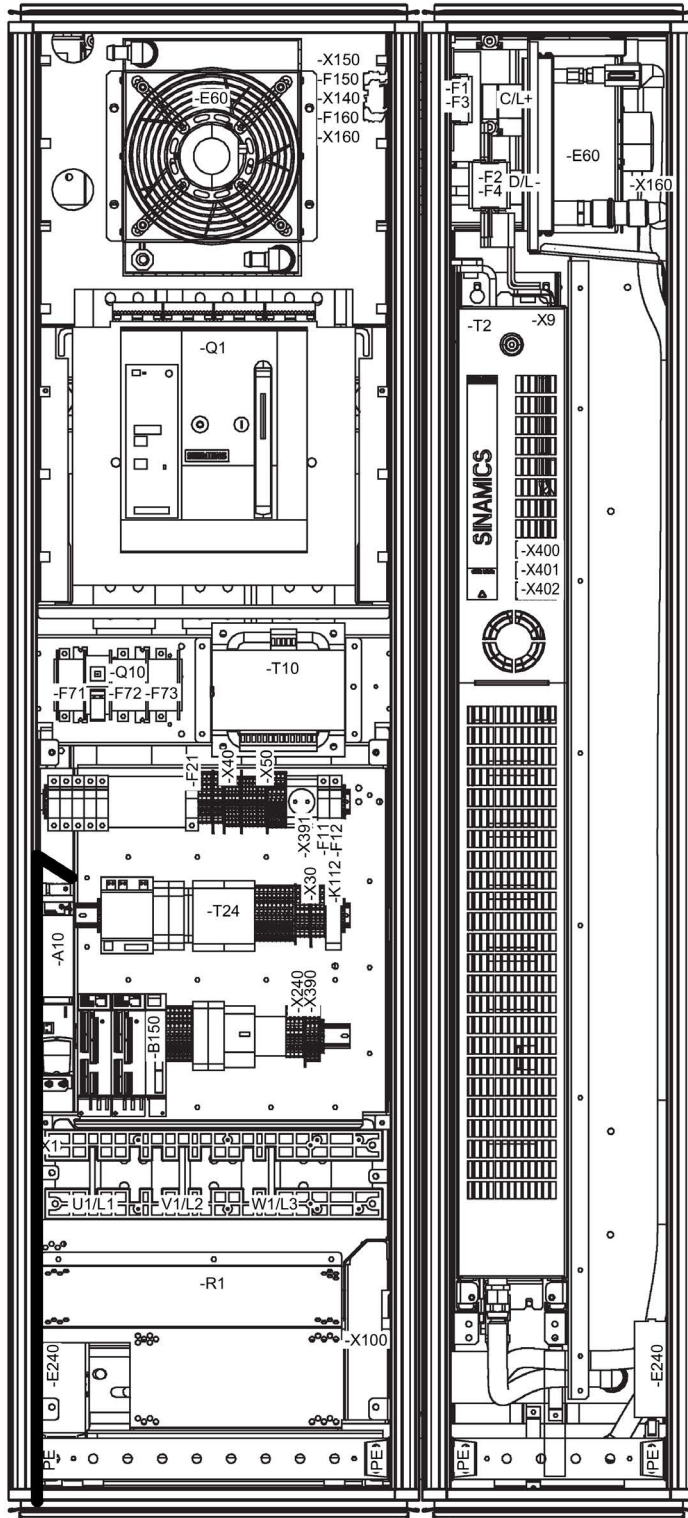 -X150
-F150
-X140
-F160
-X160
-E60
-Q1
-Q10
-F71
-F72
-F73
-T10
-F21
-X40
-X50
-X391
-F11
-F12
-K112
-X30
-T24
-A10
-X240
-X390
-B150
X1
U1/L1
V1/L2
W1/L3
-R1
-X100
-E240
PE
PE
-F1
-F3
C/L+
-E60
-F2
-F4
D/L-
-X160
-T2
-X9
SINAMICS
-X400
-X401
-X402
-E240
PE
PE